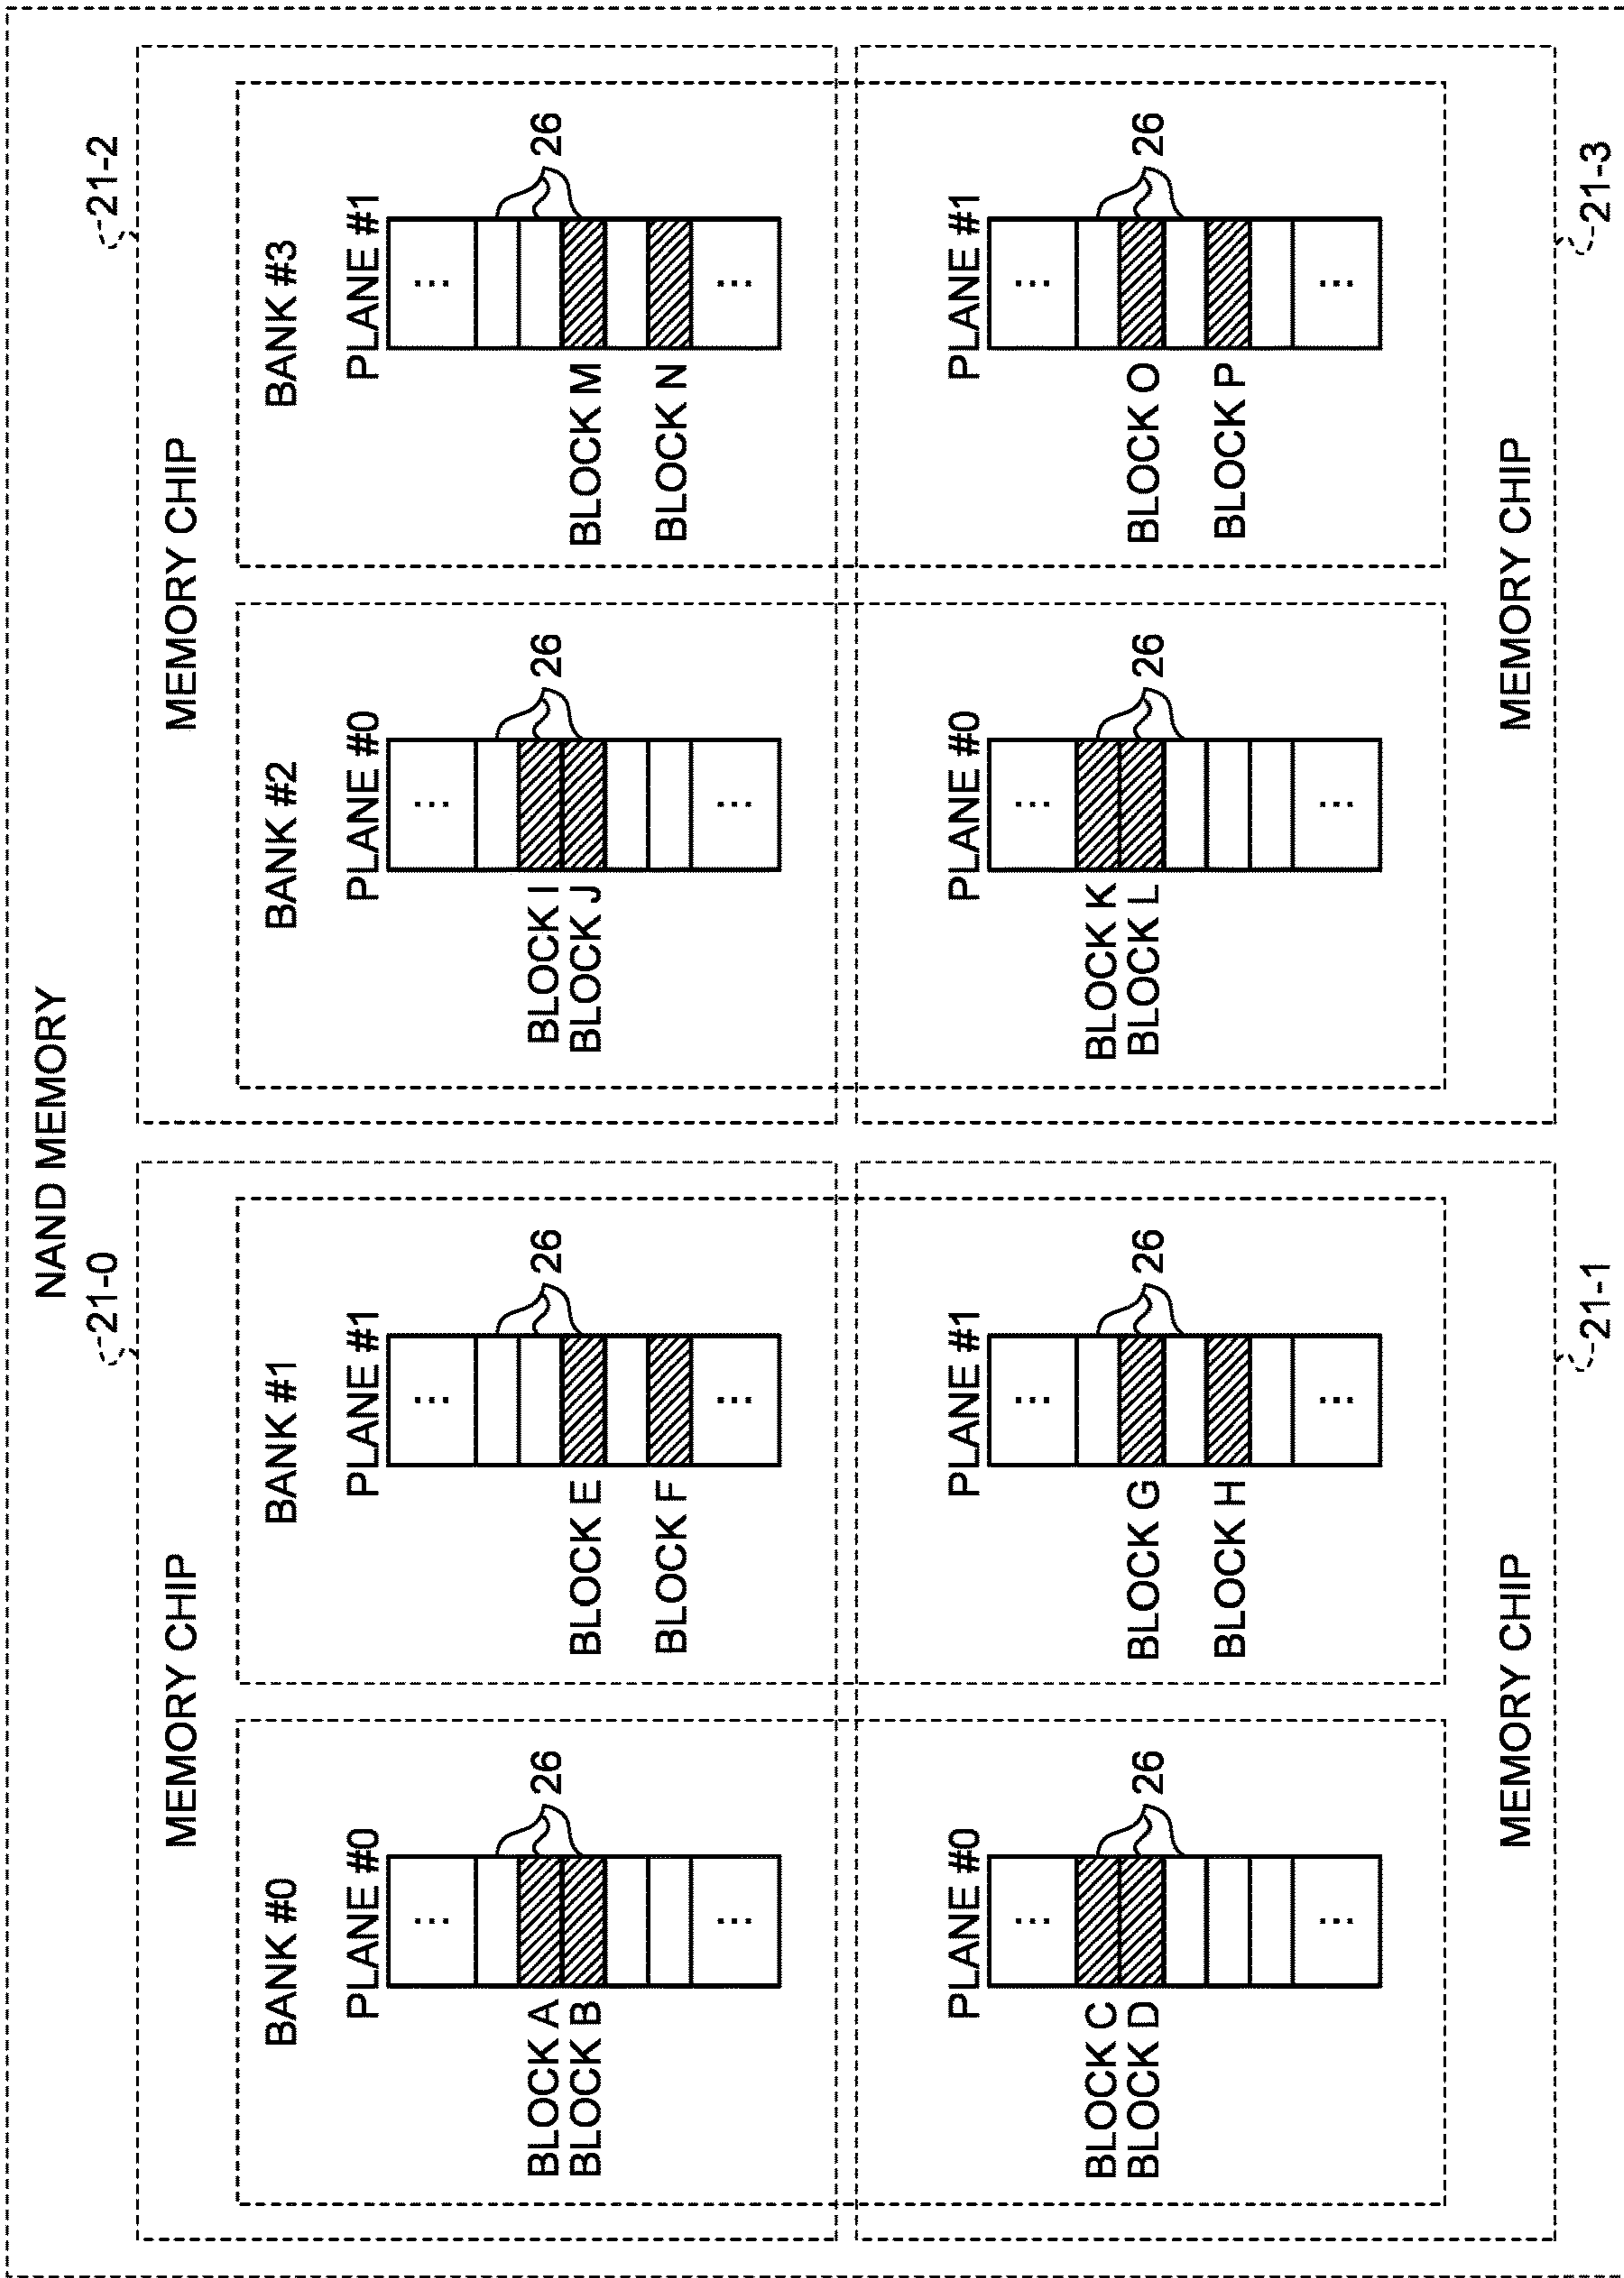 NAND MEMORY
21-0
21-2
MEMORY CHIP
MEMORY CHIP
BANK #0
BANK #1
BANK #2
BANK #3
PLANE #0
PLANE #1
PLANE #0
PLANE #1
...
...
...
...
26
26
26
26
BLOCK A
BLOCK I
BLOCK B
BLOCK E
BLOCK J
BLOCK M
BLOCK F
BLOCK N
...
...
...
...
PLANE #0
PLANE #1
PLANE #0
PLANE #1
...
...
...
...
BLOCK C
BLOCK K
BLOCK D
26
BLOCK G
26
BLOCK L
26
BLOCK O
26
BLOCK H
BLOCK P
...
...
...
...
MEMORY CHIP
MEMORY CHIP
21-1
21-3